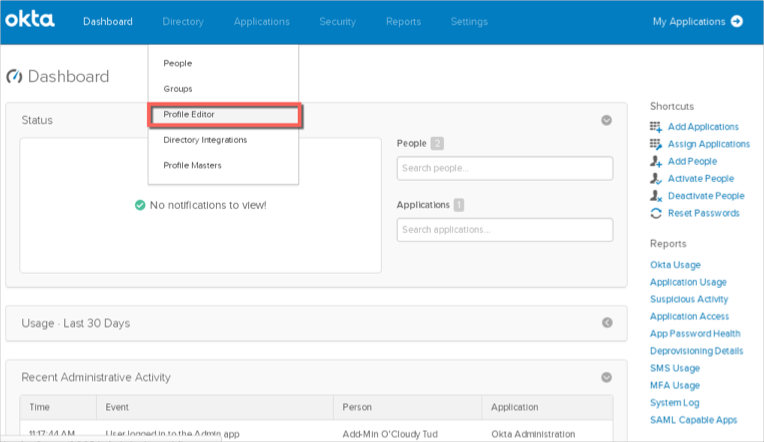 okta
Dashboard Directory Applications Security Reports Settings My Applications
People
Groups
Profile Editor
Directory Integrations
Profile Masters
Dashboard
Status
No notifications to view!
People 2
Search people...
Applications 1
Search applications...
Usage · Last 30 Days
Recent Administrative Activity
Time Event Person Application
11:17:44 AM User logged in to the Admin app Add-Min O'Cloudy Tud Okta Administration
Shortcuts
Add Applications
Assign Applications
Add People
Activate People
Deactivate People
Reset Passwords
Reports
Okta Usage
Application Usage
Suspicious Activity
Application Access
App Password Health
Deprovisioning Details
SMS Usage
MFA Usage
System Log
SAML Capable Apps